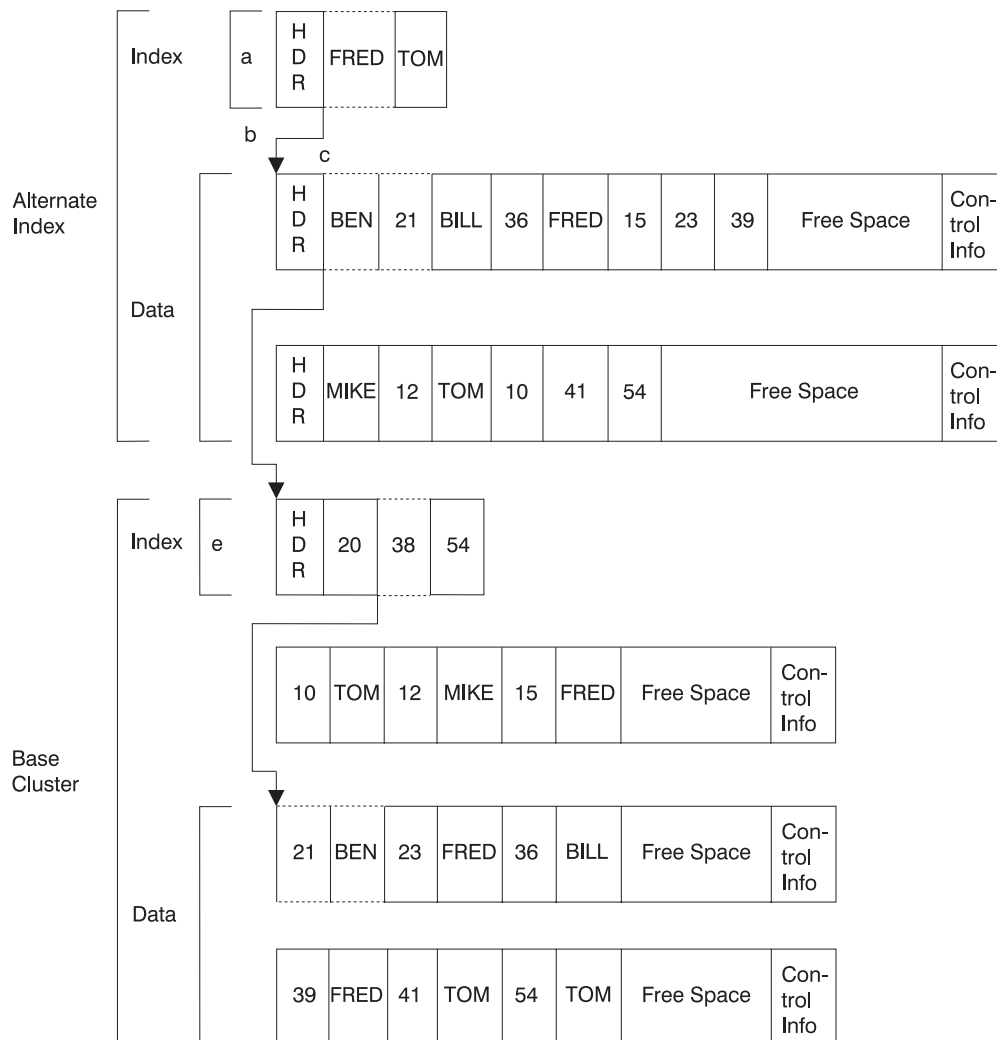 Index
a
H
D
R
FRED
TOM
b
c
Alternate
Index
Data
H
D
R
BEN
21
BILL
36
FRED
15
23
39
Free Space
Con-
trol
Info
H
D
R
MIKE
12
TOM
10
41
54
Free Space
Con-
trol
Info
Index
e
H
D
R
20
38
54
10
TOM
12
MIKE
15
FRED
Free Space
Con-
trol
Info
Base
Cluster
Data
21
BEN
23
FRED
36
BILL
Free Space
Con-
trol
Info
39
FRED
41
TOM
54
TOM
Free Space
Con-
trol
Info